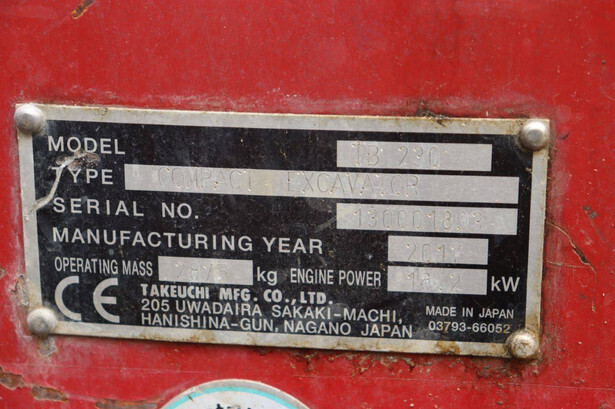 MODEL TB 290
TYPE COMPACT EXCAVATOR
SERIAL NO.
MANUFACTURING YEAR
OPERATING MASS kg ENGINE POWER kW
CE TAKEUCHI MFG. CO., LTD.
205 UWADAIRA SAKAKI-MACHI,
HANISHINA-GUN, NAGANO JAPAN
MADE IN JAPAN
03793-66052